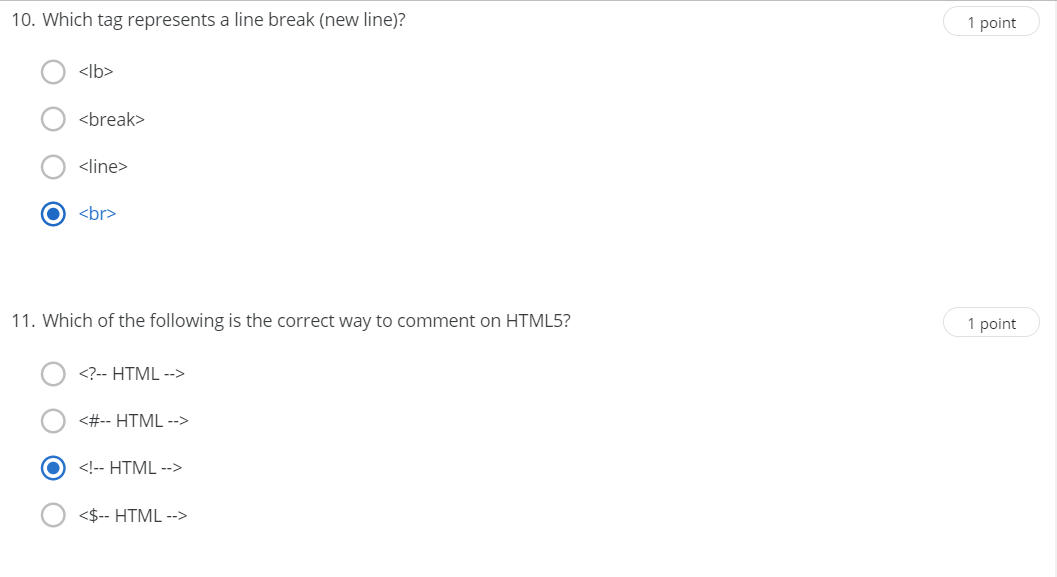 10. Which tag represents a line break (new line)?
1 point
<lb>
<break>
<line>
<br>
11. Which of the following is the correct way to comment on HTML5?
1 point
<?-- HTML -->
<#-- HTML -->
<!-- HTML -->
<$-- HTML -->